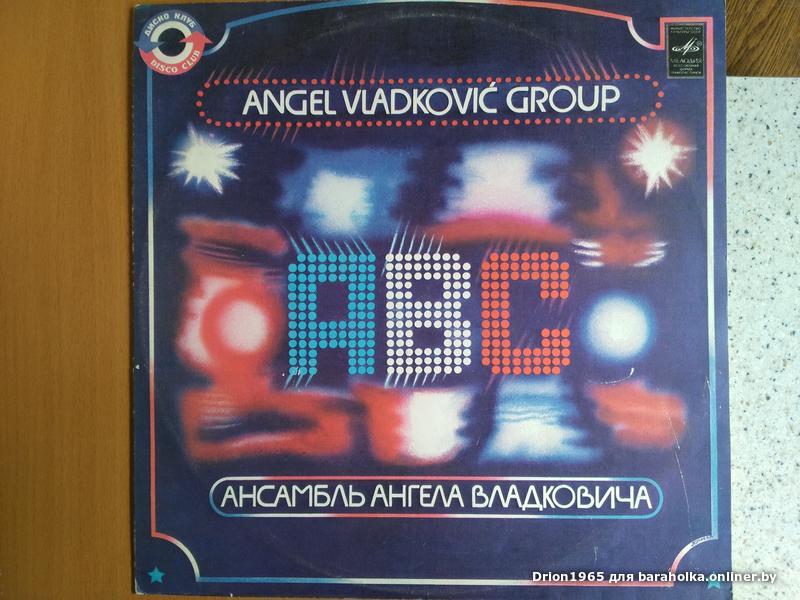 ДИСКО КЛУБ
DISCO CLUB
МЕЛОДИЯ
ANGEL VLADKOVIĆ GROUP
ABC
АНСАМБЛЬ АНГЕЛА ВЛАДКОВИЧА
Drion1965 для baraholka.onliner.by